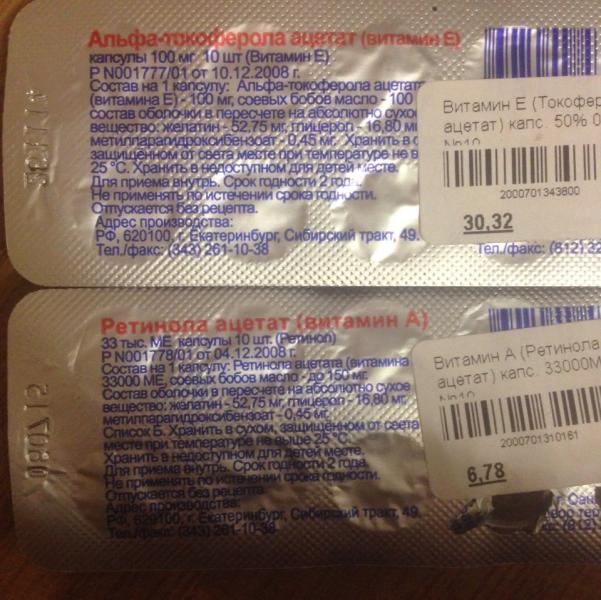 Альфа-токоферола ацетат (витамин Е)
капсулы 100 мг 10 шт (Витамин Е)
Р N001777/01 от 10.12.2008 г.
Состав на 1 капсулу: Альфа-токоферола ацетата
(витамина Е) - 100 мг, соевых бобов масло - 100
состав оболочки в пересчете на абсолютно сухое
вещество: желатин - 52,75 мг, глицерол - 16,80 мг
метилпарагидроксибензоат - 0,45 мг. Хранить в с
защищённом от света месте при температуре не в
25 °С. Хранить в недоступном для детей месте.
Для приема внутрь. Срок годности 2 года.
Не применять по истечении срока годности.
Отпускается без рецепта.
Адрес производства:
РФ, 620100, г. Екатеринбург, Сибирский тракт, 49.
Тел./факс: (343) 261-10-38
Витамин Е (Токофер
ацетат) капс. 50% 0
№10
2000701343800
30,32
Тел./факс: (812) 32
Ретинола ацетат (витамин А)
33 тыс. МЕ капсулы 10 шт. (Ретинол)
Р N001778/01 от 04.12.2008 г.
Состав на 1 капсулу: Ретинола ацетата (витамина
33000 МЕ, соевых бобов масло - до 150 мг.
Состав оболочки в пересчете на абсолютно сухое
вещество: желатин - 52,75 мг, глицерол - 16,80 мг,
метилпарагидроксибензоат - 0,45 мг.
Список Б. Хранить в сухом, защищённом от света
месте при температуре не выше 25 °С.
Хранить в недоступном для детей месте.
Для приема внутрь. Срок годности 2 года.
Не применять по истечении срока годности.
Отпускается без рецепта.
Адрес производства:
РФ, 620100, г. Екатеринбург, Сибирский тракт, 49.
Тел./факс: (343) 261-10-38
Витамин А (Ретинола
ацетат) капс. 33000М
№10
2000701310161
6,78